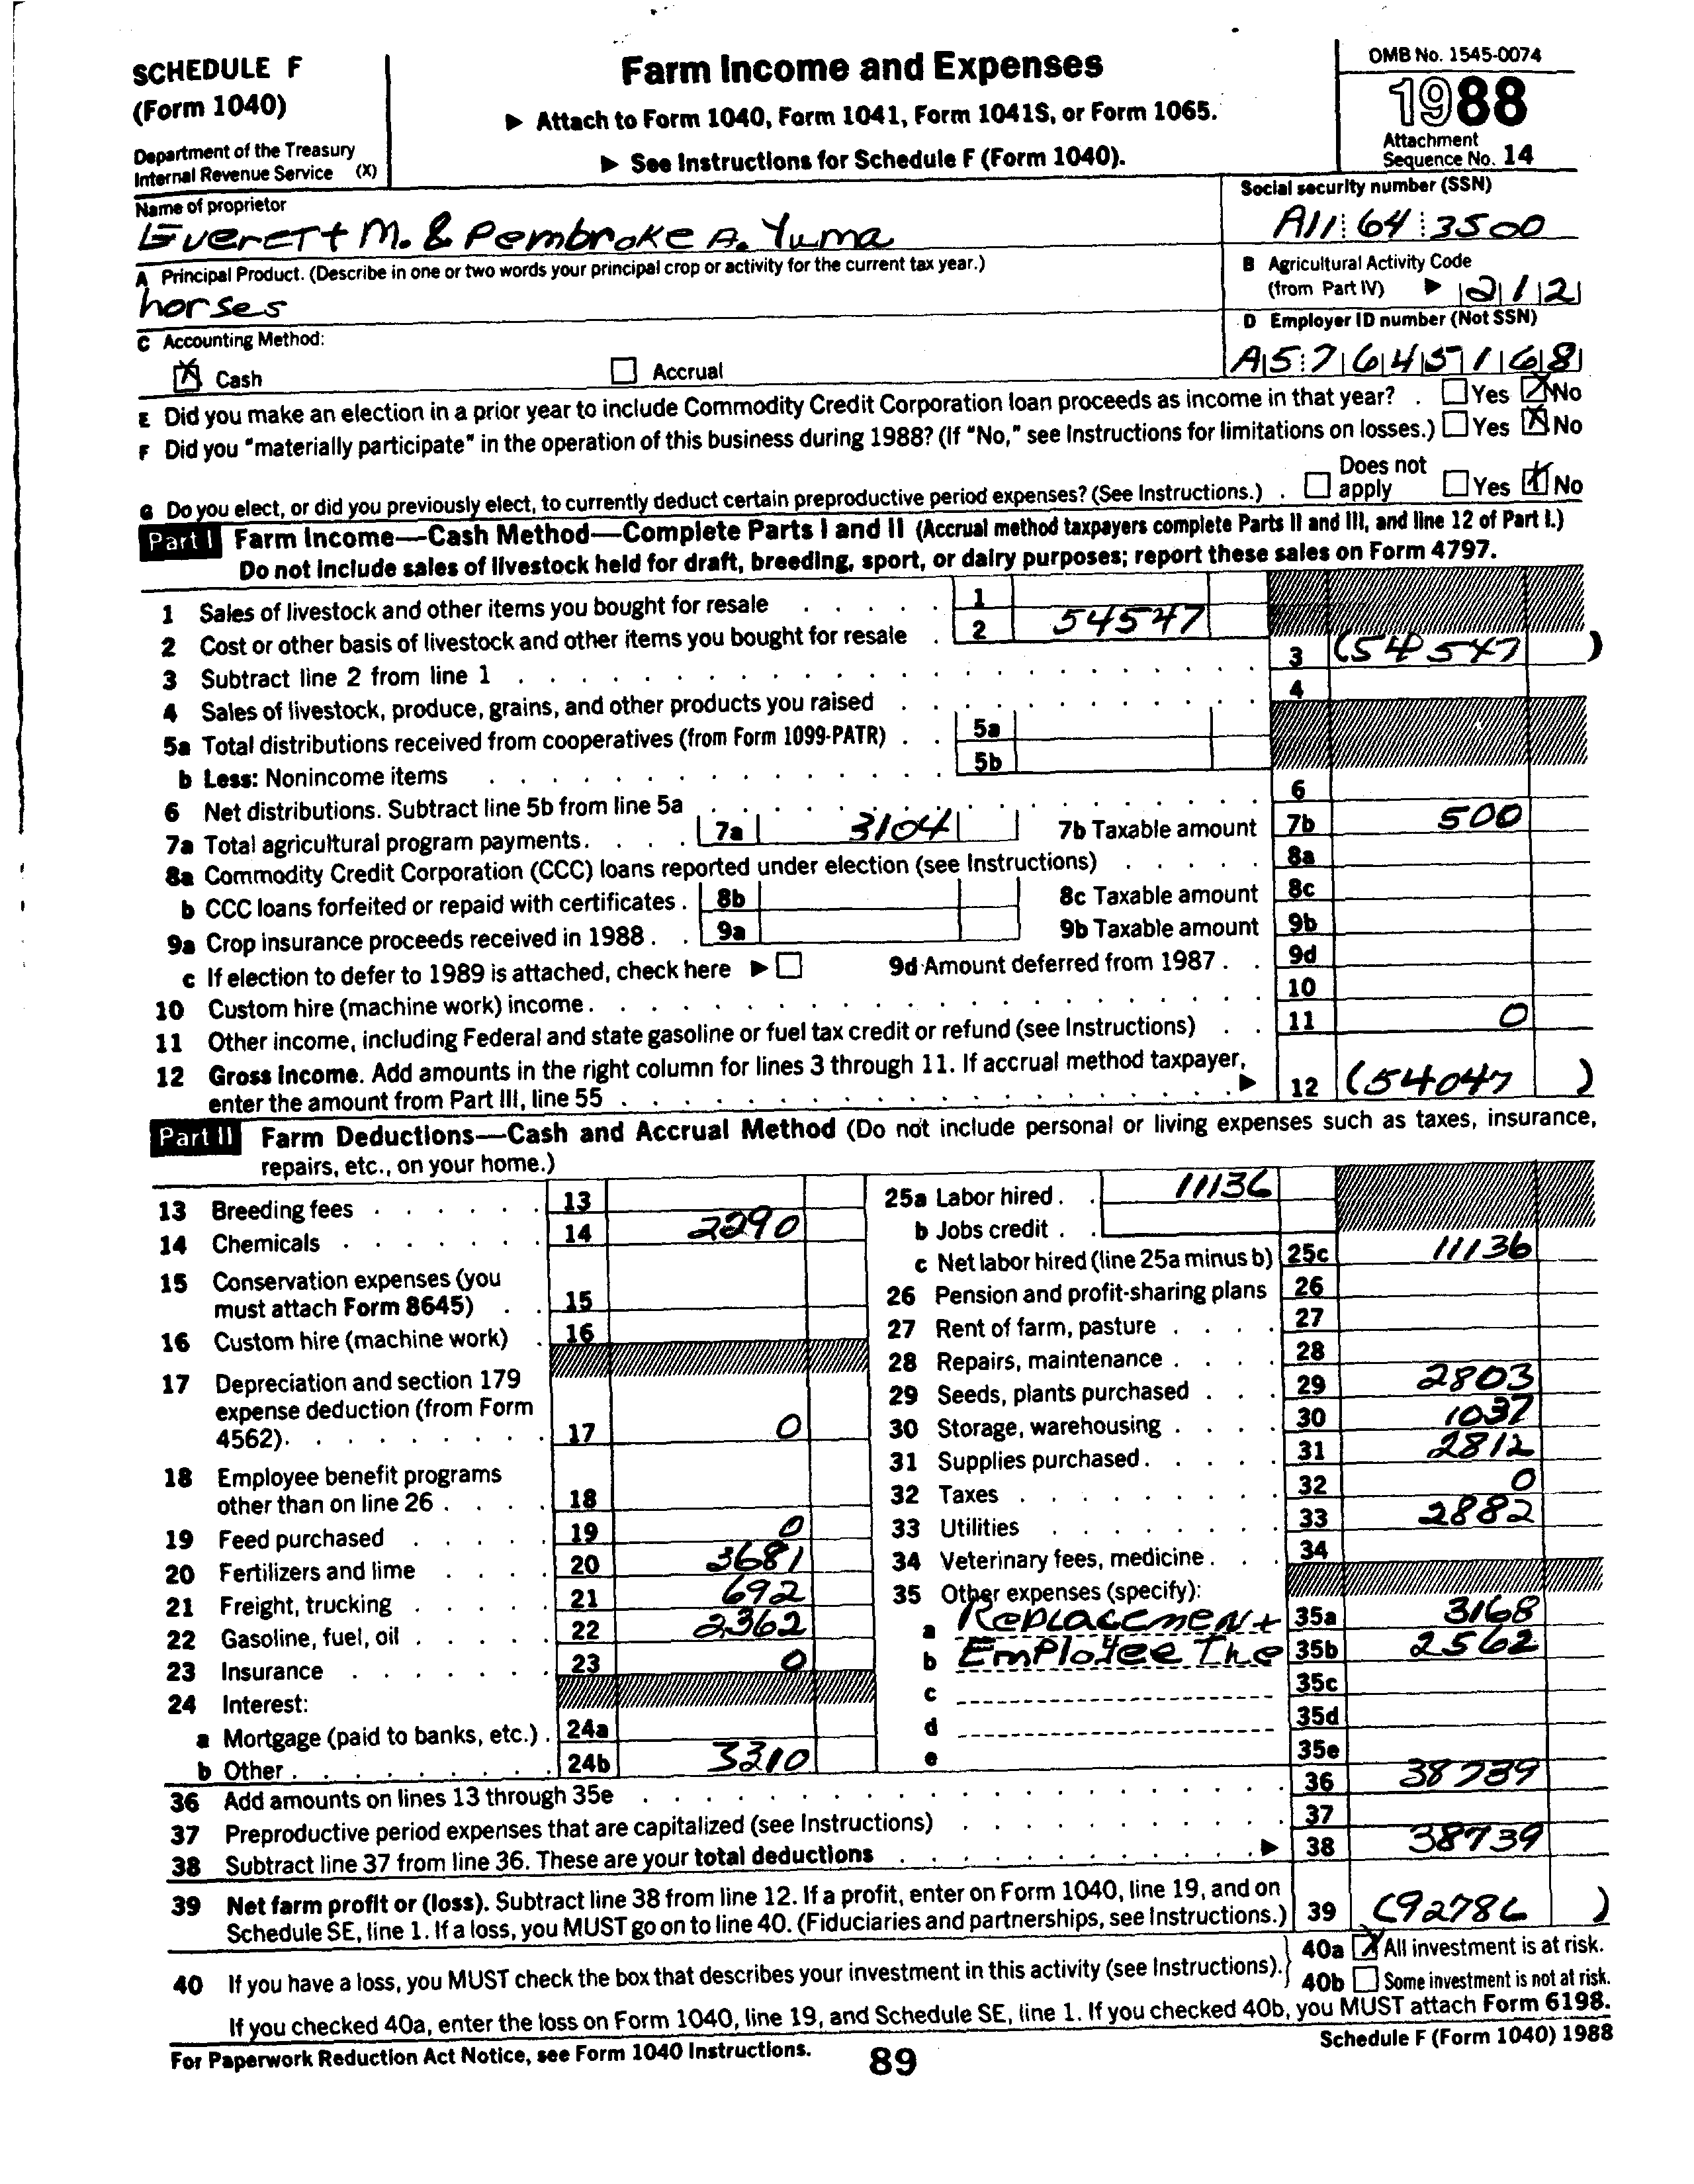 SCHEDULE F
(Form 1040)
Department of the Treasury
Internal Revenue Service (X)
Farm Income and Expenses
▶ Attach to Form 1040, Form 1041, Form 1041S, or Form 1065.
▶ See Instructions for Schedule F (Form 1040).
OMB No. 1545-0074
1988
Attachment
Sequence No. 14
Name of proprietor
Everett M. & Pembroke A. Yuma
Social security number (SSN)
A11 64 3500
A Principal Product. (Describe in one or two words your principal crop or activity for the current tax year.)
horses
B Agricultural Activity Code
(from Part IV) ▶ 212
C Accounting Method:
Cash Accrual
D Employer ID number (Not SSN)
A57645168
E Did you make an election in a prior year to include Commodity Credit Corporation loan proceeds as income in that year? . Yes No
F Did you "materially participate" in the operation of this business during 1988? (If "No," see Instructions for limitations on losses.) Yes No
G Do you elect, or did you previously elect, to currently deduct certain preproductive period expenses? (See Instructions.) . Does not apply Yes No
Part I Farm Income—Cash Method—Complete Parts I and II (Accrual method taxpayers complete Parts II and III, and line 12 of Part I.)
Do not include sales of livestock held for draft, breeding, sport, or dairy purposes; report these sales on Form 4797.
1 Sales of livestock and other items you bought for resale 1
2 Cost or other basis of livestock and other items you bought for resale 2 54547
3 Subtract line 2 from line 1 3 (54547)
4 Sales of livestock, produce, grains, and other products you raised 4
5a Total distributions received from cooperatives (from Form 1099-PATR) 5a
b Less: Nonincome items 5b
6 Net distributions. Subtract line 5b from line 5a 6
7a Total agricultural program payments. 7a 3104 7b Taxable amount 7b 500
8a Commodity Credit Corporation (CCC) loans reported under election (see Instructions) 8a
b CCC loans forfeited or repaid with certificates . 8b 8c Taxable amount 8c
9a Crop insurance proceeds received in 1988 . 9a 9b Taxable amount 9b
c If election to defer to 1989 is attached, check here ▶ 9d Amount deferred from 1987 . . 9d
10 Custom hire (machine work) income . 10
11 Other income, including Federal and state gasoline or fuel tax credit or refund (see Instructions) 11 0
12 Gross Income. Add amounts in the right column for lines 3 through 11. If accrual method taxpayer,
enter the amount from Part III, line 55 ▶ 12 (54047)
Part II Farm Deductions—Cash and Accrual Method (Do not include personal or living expenses such as taxes, insurance,
repairs, etc., on your home.)
13 Breeding fees 13
14 Chemicals 14 2290
15 Conservation expenses (you
must attach Form 8645) 15
16 Custom hire (machine work) 16
17 Depreciation and section 179
expense deduction (from Form
4562) 17 0
18 Employee benefit programs
other than on line 26 18
19 Feed purchased 19 0
20 Fertilizers and lime 20 3681
21 Freight, trucking 21 692
22 Gasoline, fuel, oil 22 2362
23 Insurance 23 0
24 Interest:
a Mortgage (paid to banks, etc.) . 24a
b Other 24b 3310
25a Labor hired . 11136
b Jobs credit .
c Net labor hired (line 25a minus b) 25c 11136
26 Pension and profit-sharing plans 26
27 Rent of farm, pasture 27
28 Repairs, maintenance 28
29 Seeds, plants purchased 29 2803
30 Storage, warehousing 30 1037
31 Supplies purchased 31 2812
32 Taxes 32 0
33 Utilities 33 2882
34 Veterinary fees, medicine 34
35 Other expenses (specify):
a Replacement 35a 3168
b Employee The 35b 2562
c 35c
d 35d
e 35e
36 Add amounts on lines 13 through 35e 36 38739
37 Preproductive period expenses that are capitalized (see Instructions) 37
38 Subtract line 37 from line 36. These are your total deductions ▶ 38 38739
39 Net farm profit or (loss). Subtract line 38 from line 12. If a profit, enter on Form 1040, line 19, and on
Schedule SE, line 1. If a loss, you MUST go on to line 40. (Fiduciaries and partnerships, see Instructions.) 39 (92786)
40 If you have a loss, you MUST check the box that describes your investment in this activity (see Instructions).
40a All investment is at risk.
40b Some investment is not at risk.
If you checked 40a, enter the loss on Form 1040, line 19, and Schedule SE, line 1. If you checked 40b, you MUST attach Form 6198.
For Paperwork Reduction Act Notice, see Form 1040 Instructions.
89
Schedule F (Form 1040) 1988